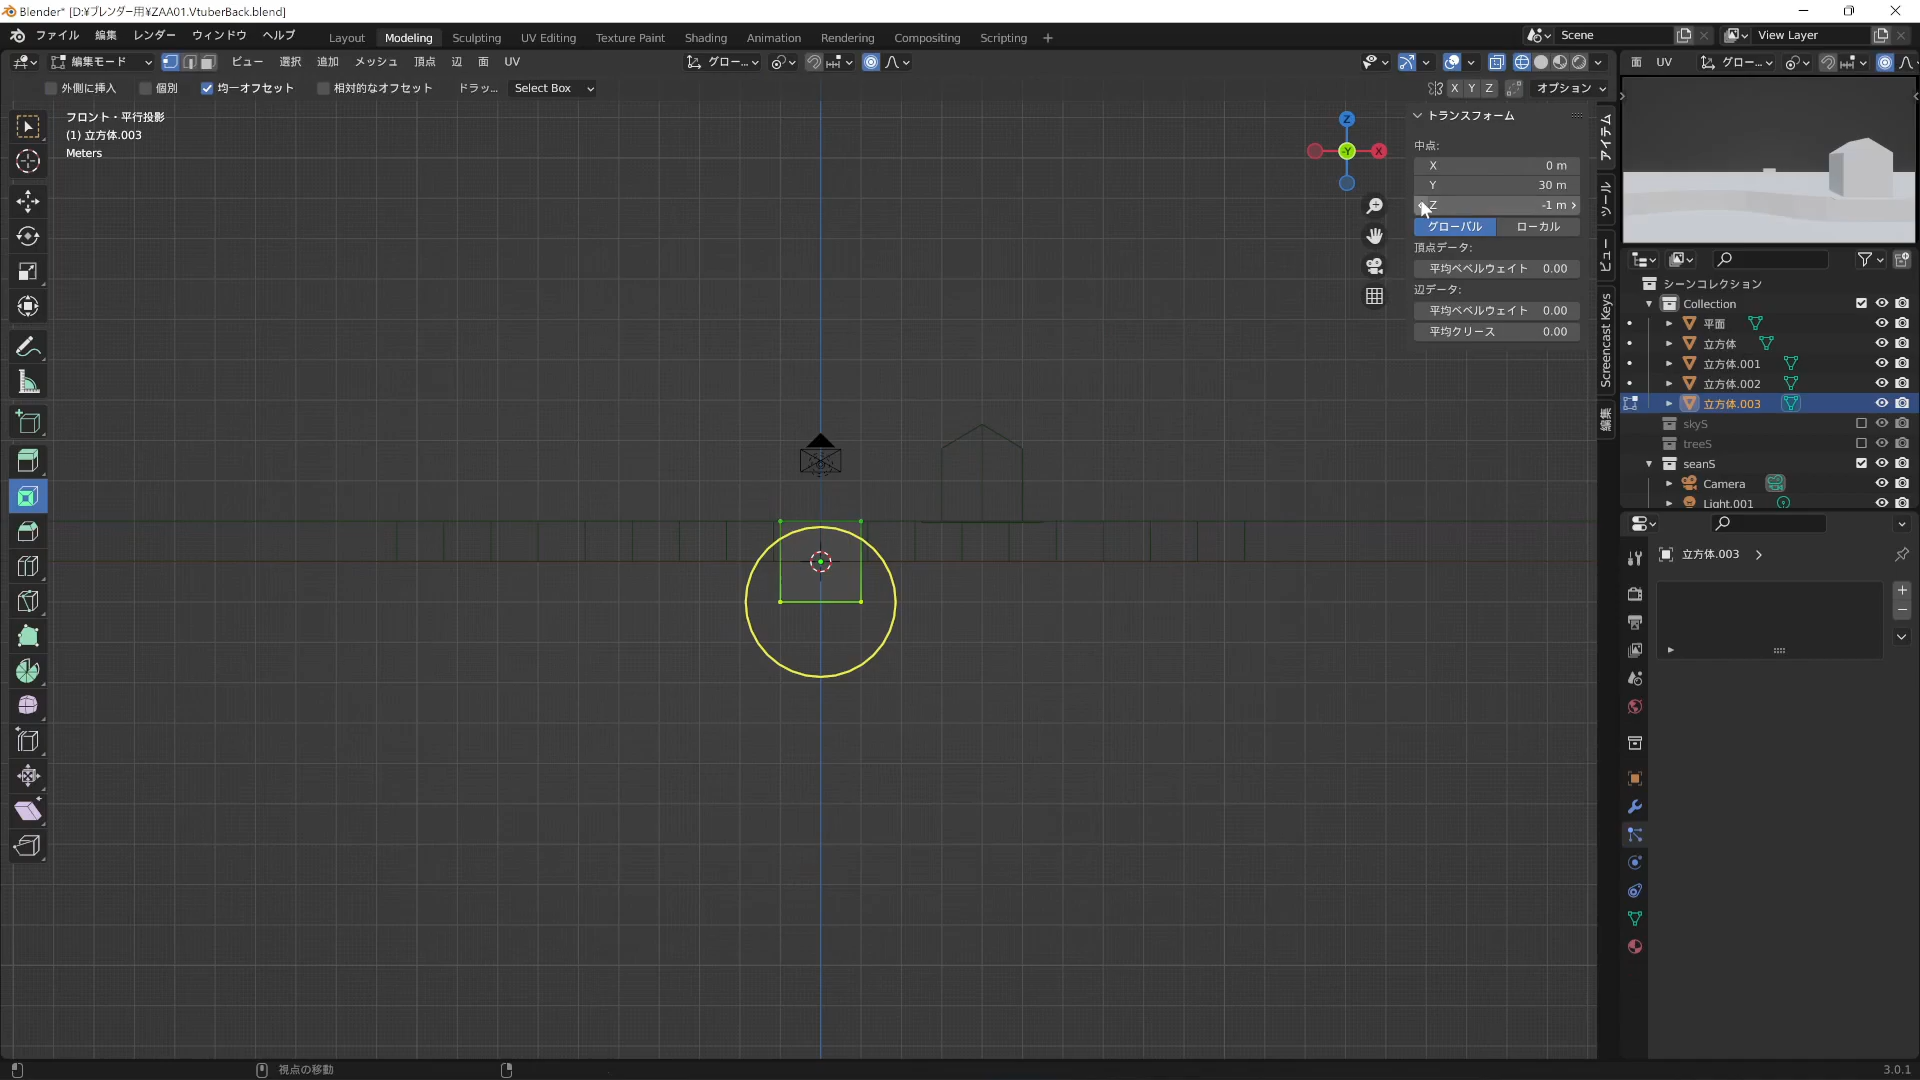 Blender* [D:¥ブレンダー用¥ZAA01.VtuberBack.blend]
ファイル 編集 レンダー ウィンドウ ヘルプ Layout Modeling Sculpting UV Editing Texture Paint Shading Animation Rendering Compositing Scripting + Scene View Layer
編集モード ビュー 選択 追加 メッシュ 頂点 辺 面 UV グロー... 面 UV グロー...
外側に挿入 個別 均一オフセット 相対的なオフセット ドラッ... Select Box X Y Z オプション
フロント・平行投影
(1) 立方体.003
Meters
Z
-Y
X
トランスフォーム
中点:
X 0 m
Y 30 m
Z -1 m
グローバル ローカル
頂点データ:
平均ベベルウェイト 0.00
辺データ:
平均ベベルウェイト 0.00
平均クリース 0.00
アイテム
ツール
ビュー
Screencast Keys
編集
シーンコレクション
Collection
平面
立方体
立方体.001
立方体.002
立方体.003
skyS
treeS
seanS
Camera
Light.001
立方体.003
視点の移動
3.0.1